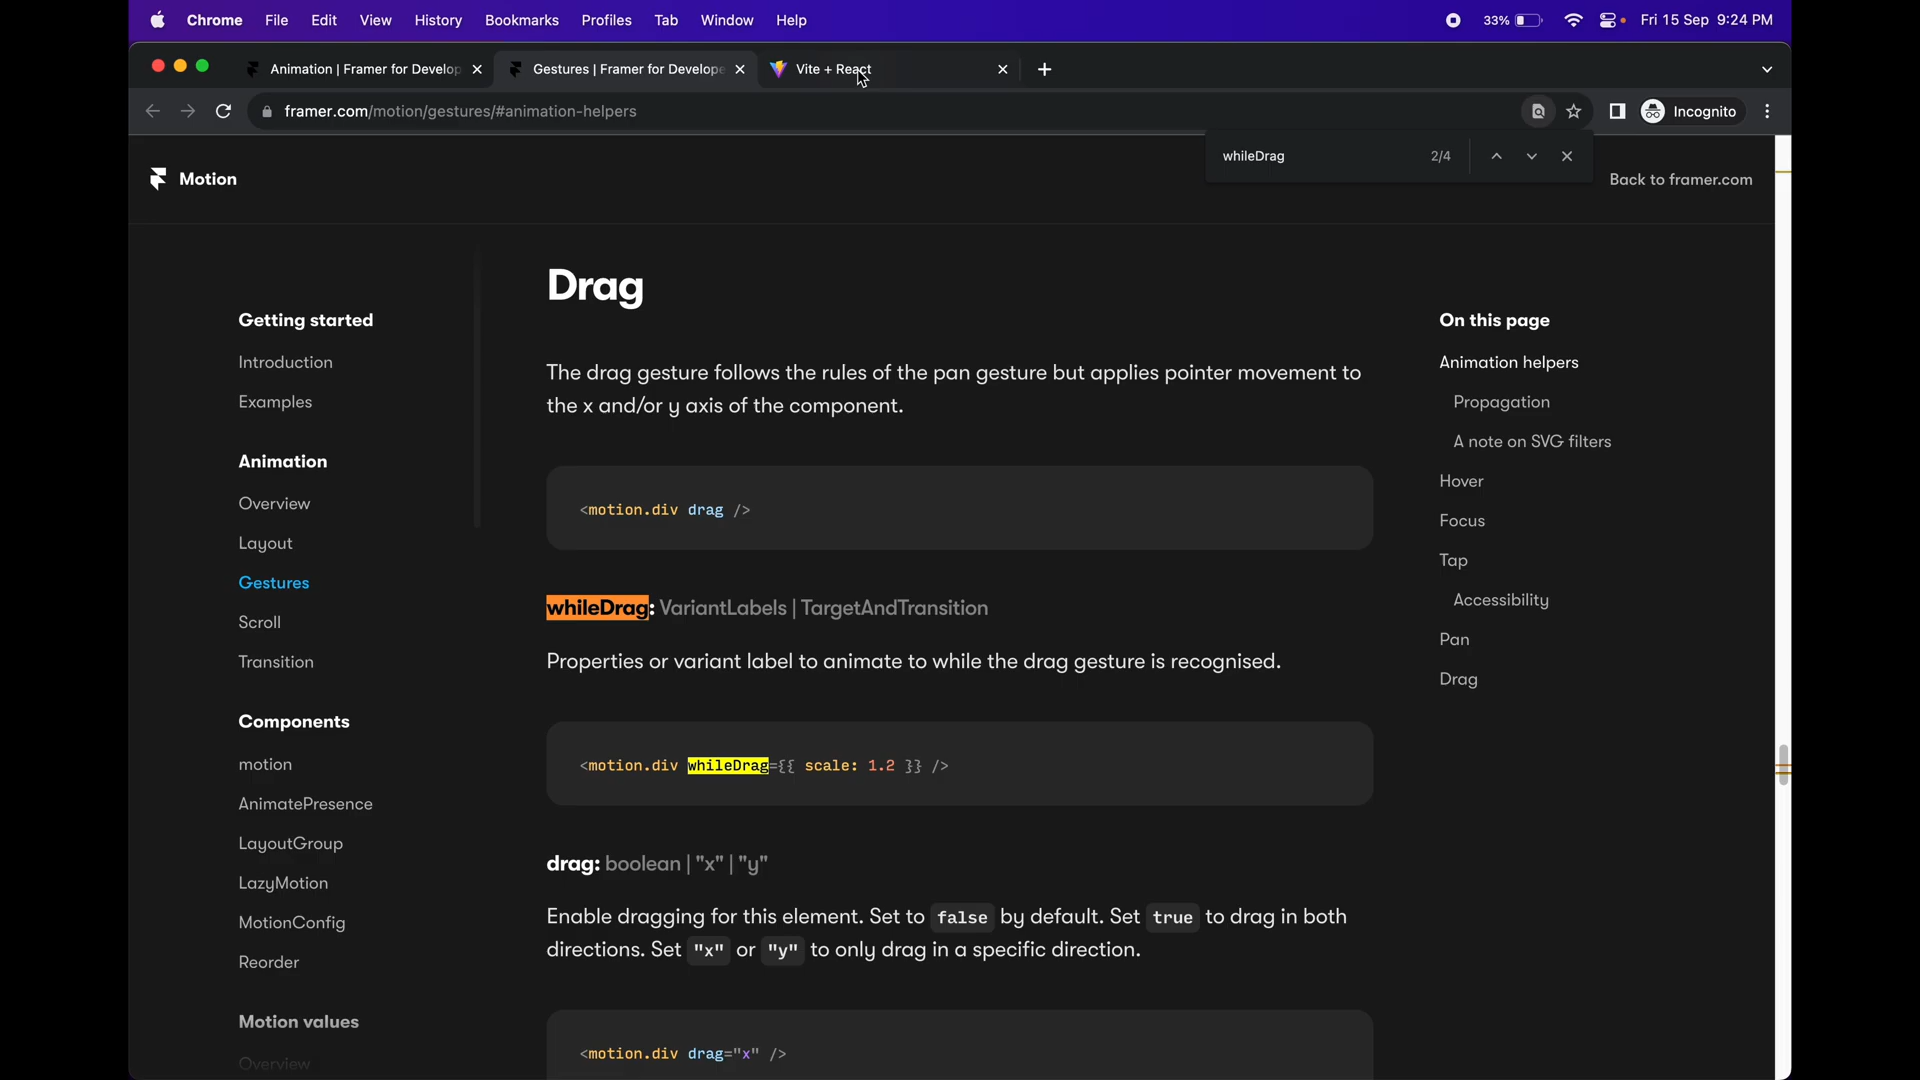 Chrome File Edit View History Bookmarks Profiles Tab Window Help
33% Fri 15 Sep 9:24 PM
Animation | Framer for Develop
Gestures | Framer for Develope
Vite + React
framer.com/motion/gestures/#animation-helpers
Incognito
whileDrag 2/4
Motion
Back to framer.com
Getting started
Introduction
Examples
Animation
Overview
Layout
Gestures
Scroll
Transition
Components
motion
AnimatePresence
LayoutGroup
LazyMotion
MotionConfig
Reorder
Motion values
Overview
Drag
The drag gesture follows the rules of the pan gesture but applies pointer movement to
the x and/or y axis of the component.
<motion.div drag />
whileDrag: VariantLabels | TargetAndTransition
Properties or variant label to animate to while the drag gesture is recognised.
<motion.div whileDrag={{ scale: 1.2 }} />
drag: boolean | "x" | "y"
Enable dragging for this element. Set to false by default. Set true to drag in both
directions. Set "x" or "y" to only drag in a specific direction.
<motion.div drag="x" />
On this page
Animation helpers
Propagation
A note on SVG filters
Hover
Focus
Tap
Accessibility
Pan
Drag